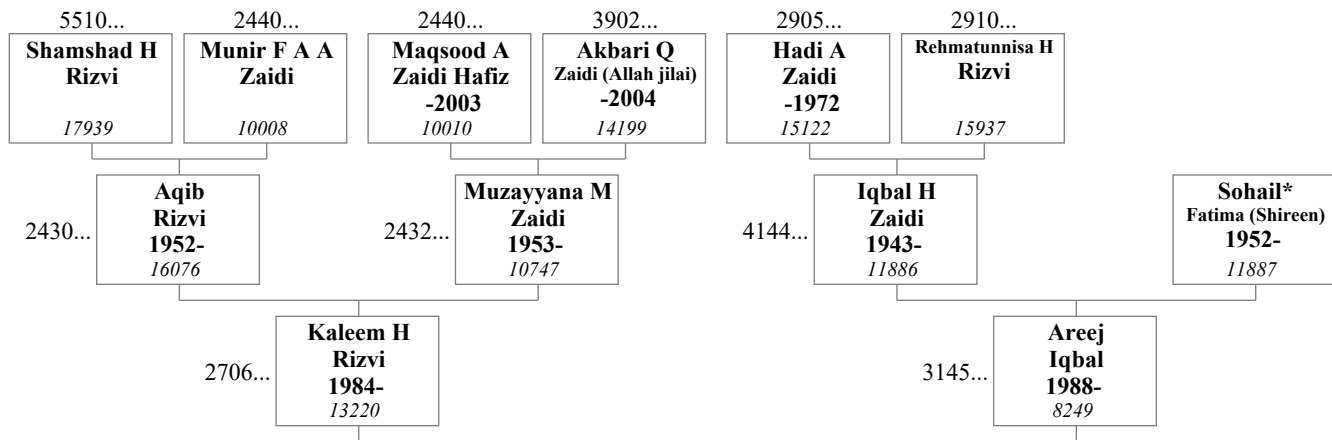 5510...
Shamshad H
Rizvi
17939
2440...
Munir F A A
Zaidi
10008
2440...
Maqsood A
Zaidi Hafiz
-2003
10010
3902...
Akbari Q
Zaidi (Allah jilai)
-2004
14199
2905...
Hadi A
Zaidi
-1972
15122
2910...
Rehmatunnisa H
Rizvi
15937
2430...
Aqib
Rizvi
1952-
16076
2432...
Muzayyana M
Zaidi
1953-
10747
4144...
Iqbal H
Zaidi
1943-
11886
Sohail*
Fatima (Shireen)
1952-
11887
2706...
Kaleem H
Rizvi
1984-
13220
3145...
Areej
Iqbal
1988-
8249